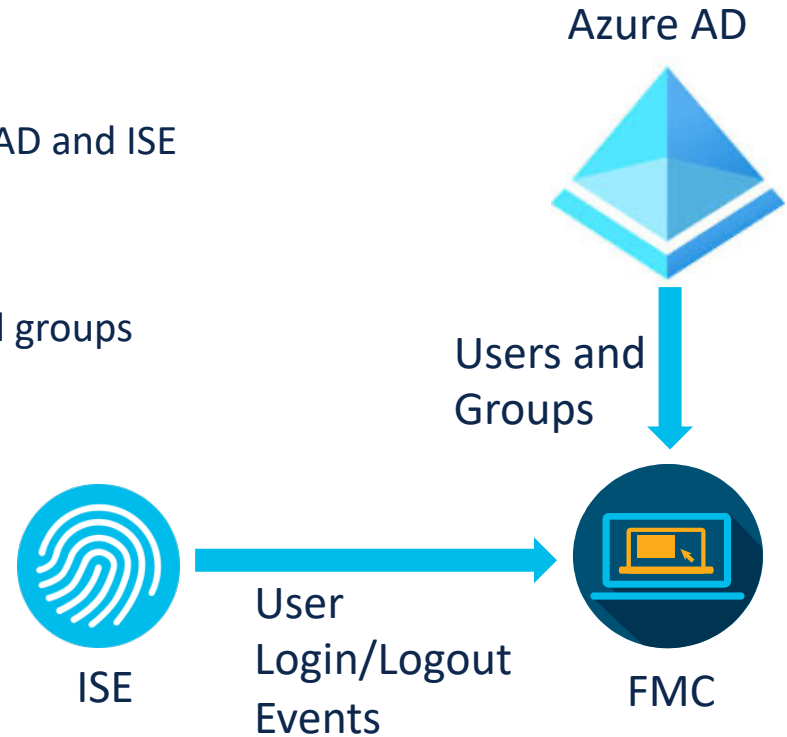 Azure AD
AD and ISE
groups
Users and
Groups
User
Login/Logout
Events
ISE
FMC